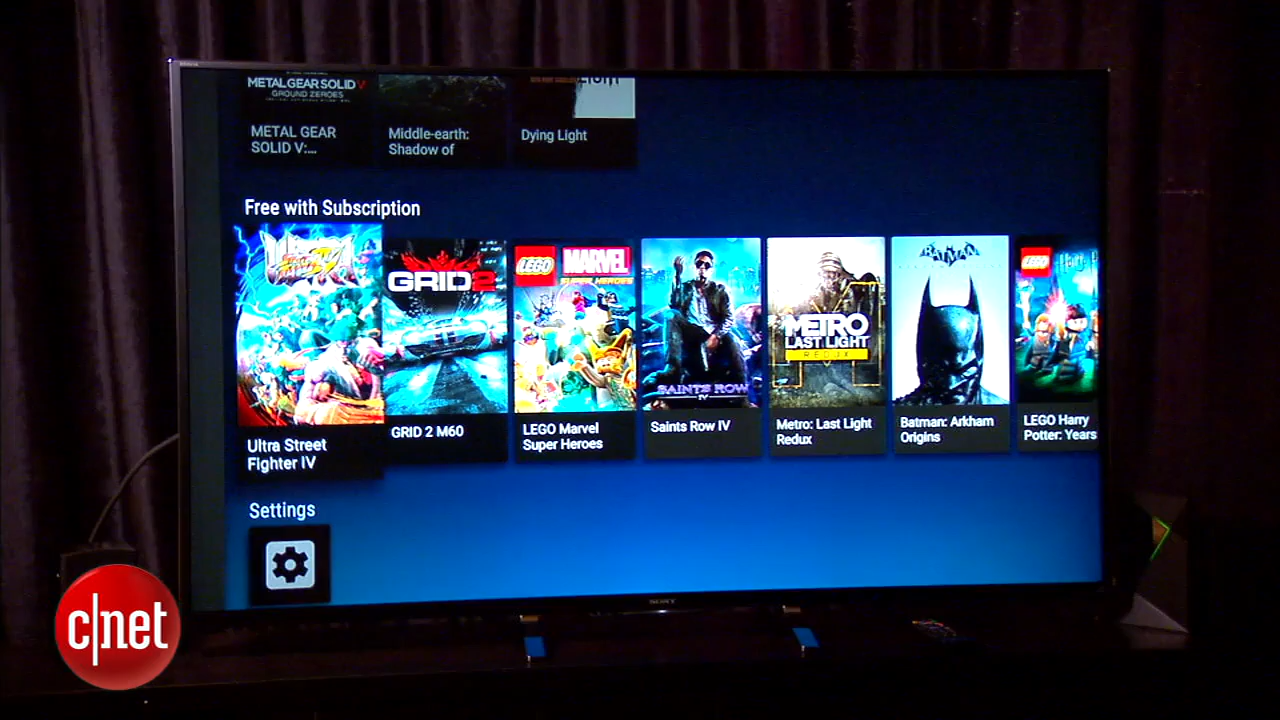 METAL GEAR SOLID V
GROUND ZEROES
METAL GEAR
SOLID V:...
Middle-earth:
Shadow of
Dying Light
Free with Subscription
ULTRA
GRID 2
LEGO MARVEL
SUPER HEROES
SAINTS ROW
IV
METRO
LAST LIGHT
REDUX
BATMAN
LEGO Harry P
Ultra Street
Fighter IV
GRID 2 M60
LEGO Marvel
Super Heroes
Saints Row IV
Metro: Last Light
Redux
Batman: Arkham
Origins
LEGO Harry
Potter: Years
Settings
SONY
c|net